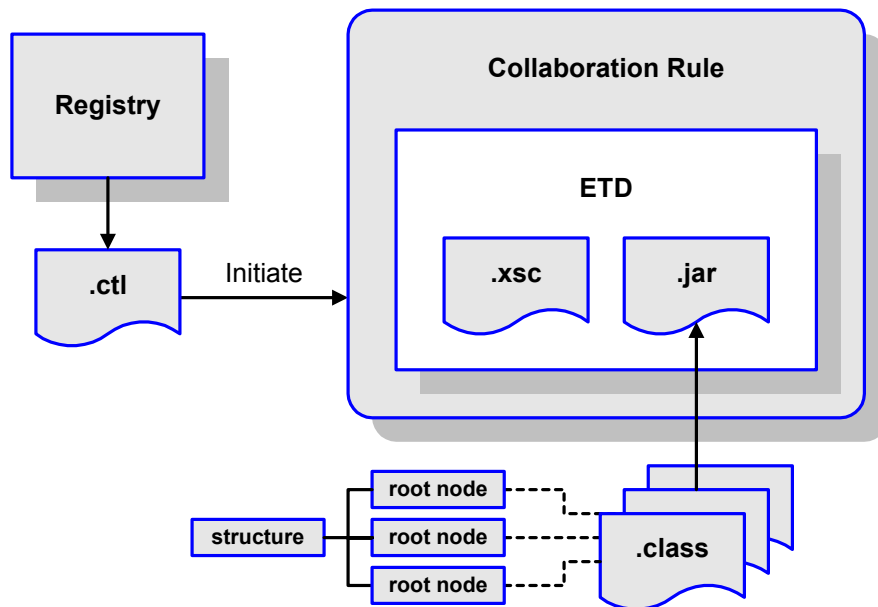 Collaboration Rule
Registry
ETD
.ctl
Initiate
.xsc
.jar
root node
structure
root node
root node
.class